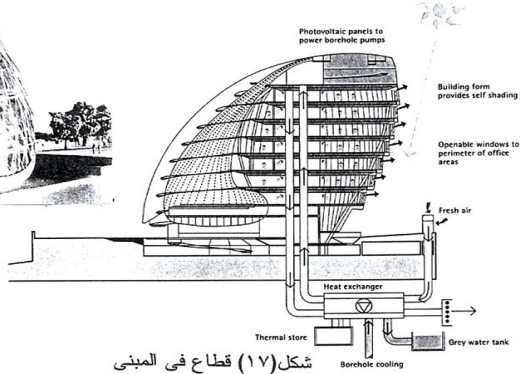 Photovoltaic panels to
power borehole pumps
Building form
provides self shading
Openable windows to
perimeter of office
areas
Fresh air
Heat exchanger
Thermal store
Borehole cooling
Grey water tank
شكل(١٧) قطاع فى المبنى